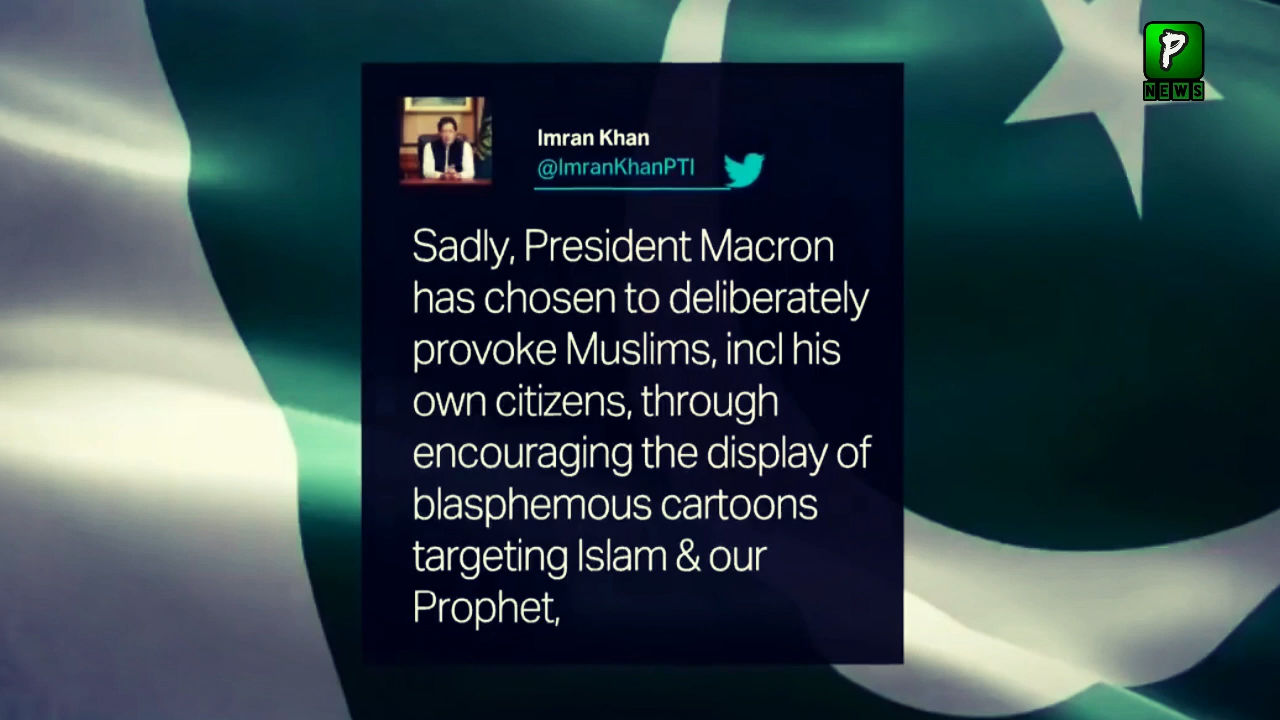 P
NEWS
Imran Khan
@ImranKhanPTI
Sadly, President Macron
has chosen to deliberately
provoke Muslims, incl his
own citizens, through
encouraging the display of
blasphemous cartoons
targeting Islam & our
Prophet,